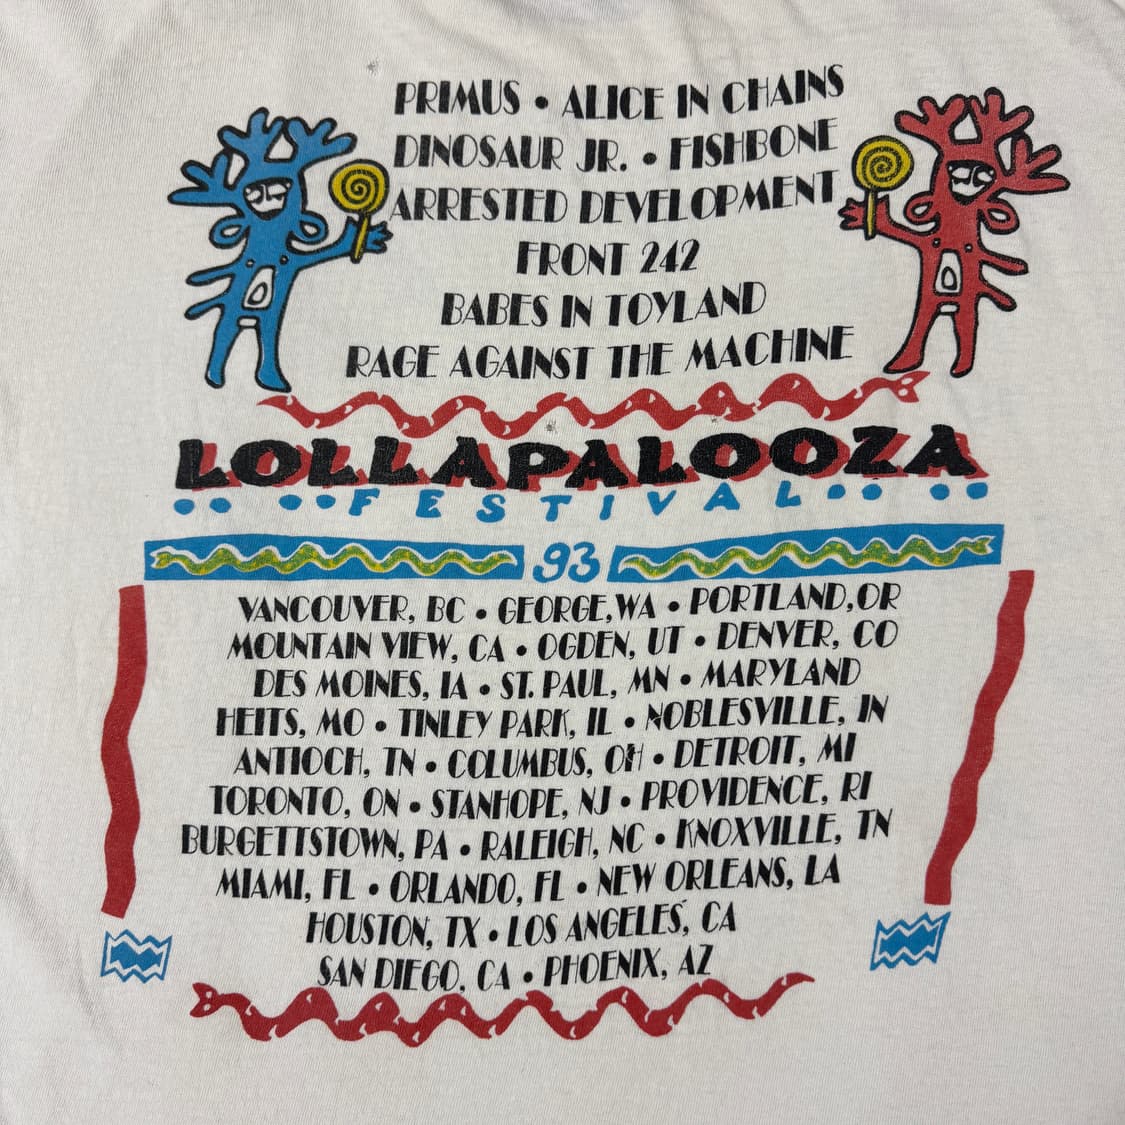 PRIMUS • ALICE IN CHAINS
DINOSAUR JR. • FISHBONE
ARRESTED DEVELOPMENT
FRONT 242
BABES IN TOYLAND
RAGE AGAINST THE MACHINE
LOLLAPALOOZA
FESTIVAL
93
VANCOUVER, BC • GEORGE,WA • PORTLAND,OR
MOUNTAIN VIEW, CA • OGDEN, UT • DENVER, CO
DES MOINES, IA • ST. PAUL, MN • MARYLAND
HEITS, MO • TINLEY PARK, IL • NOBLESVILLE, IN
ANTIOCH, TN • COLUMBUS, OH • DETROIT, MI
TORONTO, ON • STANHOPE, NJ • PROVIDENCE, RI
BURGETTSTOWN, PA • RALEIGH, NC • KNOXVILLE, TN
MIAMI, FL • ORLANDO, FL • NEW ORLEANS, LA
HOUSTON, TX • LOS ANGELES, CA
SAN DIEGO, CA • PHOENIX, AZ